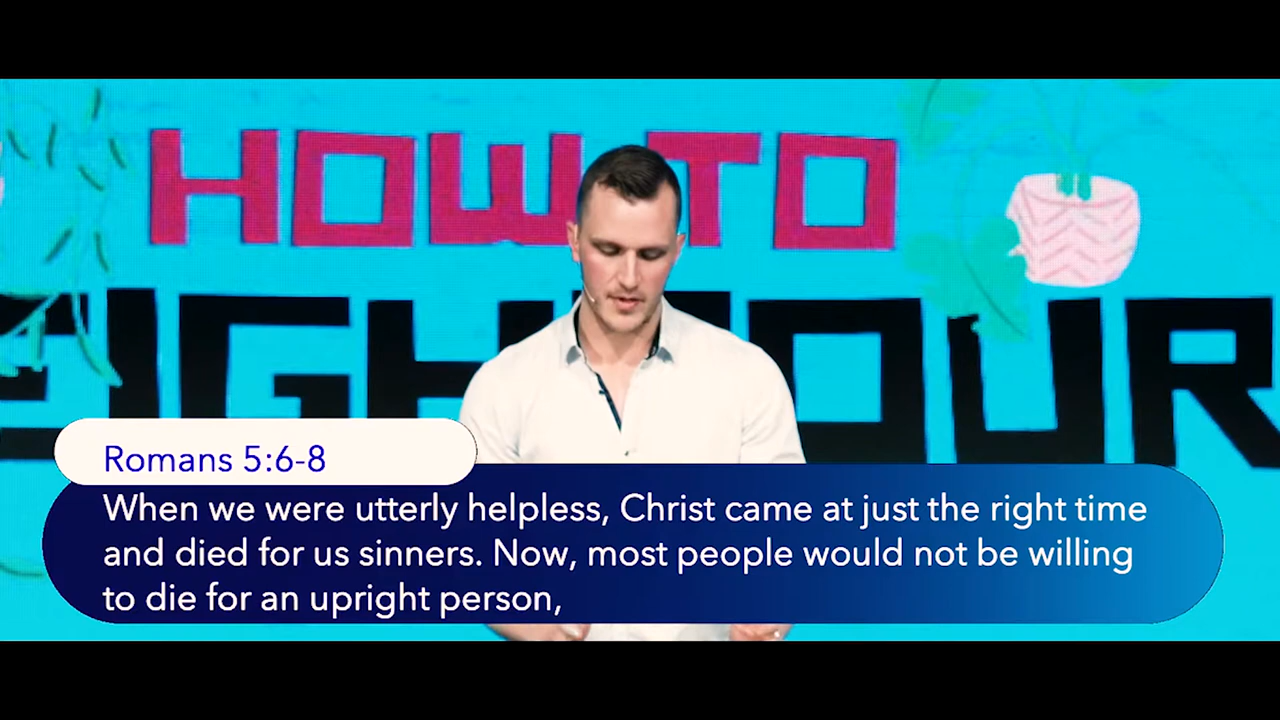 HOW TO
Romans 5:6-8
When we were utterly helpless, Christ came at just the right time
and died for us sinners. Now, most people would not be willing
to die for an upright person,